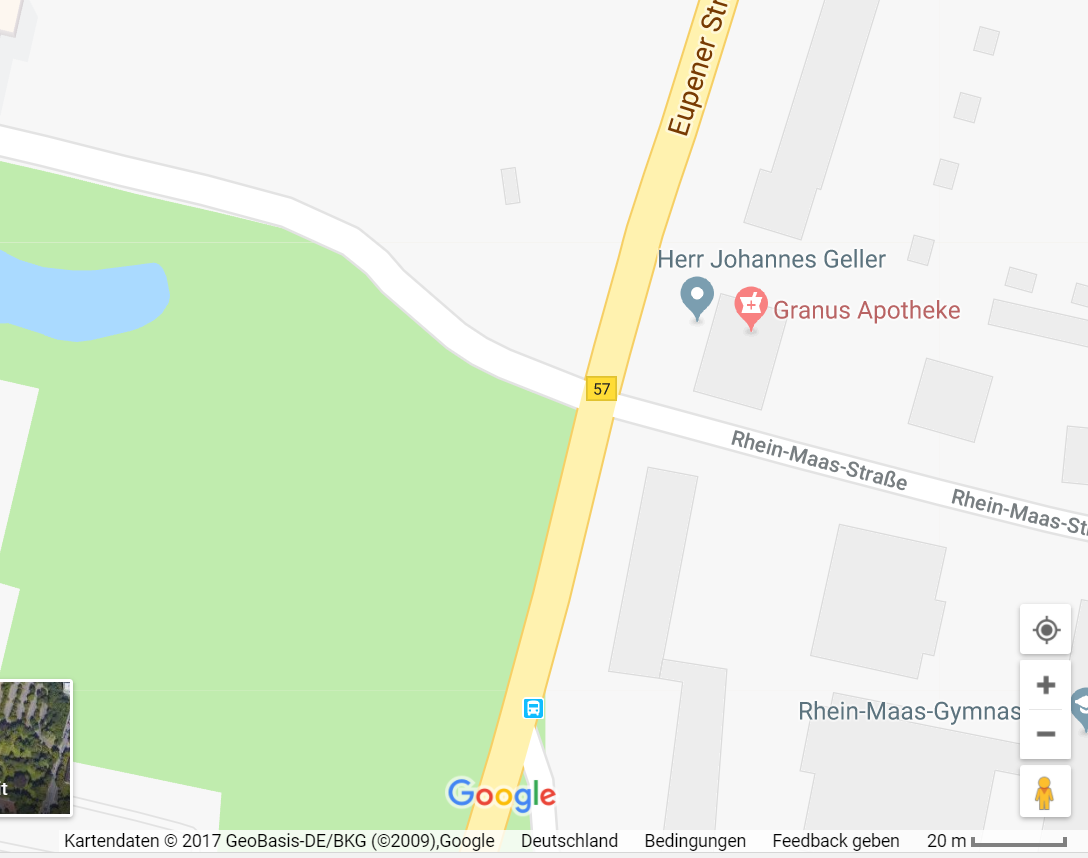 Eupener Str
Herr Johannes Geller
Granus Apotheke
57
Rhein-Maas-Straße
Rhein-Maas-St
Rhein-Maas-Gymnas
t
Google
Kartendaten © 2017 GeoBasis-DE/BKG (©2009),Google Deutschland Bedingungen Feedback geben 20 m